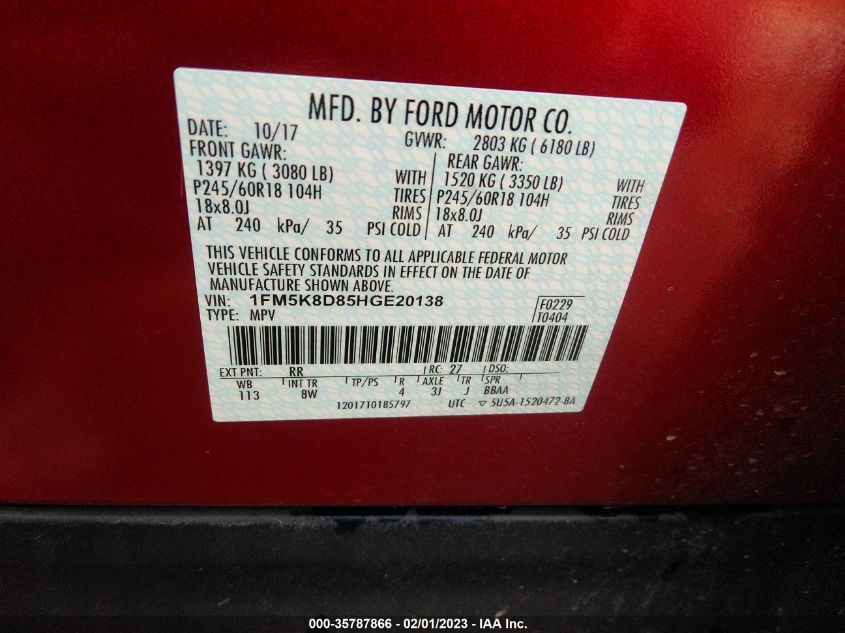 MFD. BY FORD MOTOR CO.
DATE: 10/17 GVWR: 2803 KG ( 6180 LB)
FRONT GAWR: REAR GAWR:
1397 KG ( 3080 LB) WITH 1520 KG ( 3350 LB) WITH
P245/60R18 104H TIRES P245/60R18 104H TIRES
18x8.0J RIMS 18x8.0J RIMS
AT 240 kPa/ 35 PSI COLD AT 240 kPa/ 35 PSI COLD
THIS VEHICLE CONFORMS TO ALL APPLICABLE FEDERAL MOTOR
VEHICLE SAFETY STANDARDS IN EFFECT ON THE DATE OF
MANUFACTURE SHOWN ABOVE.
VIN: 1FM5K8D85HGE20138 F0229
TYPE: MPV T0404
EXT PNT: RR RC: 27 DSO:
WB INT TR TP/PS R AXLE TR SPR
113 8W 4 3J J BBAA
1201710185797 UTC ▽ 5U5A-1520472-BA
000-35787866 - 02/01/2023 - IAA Inc.